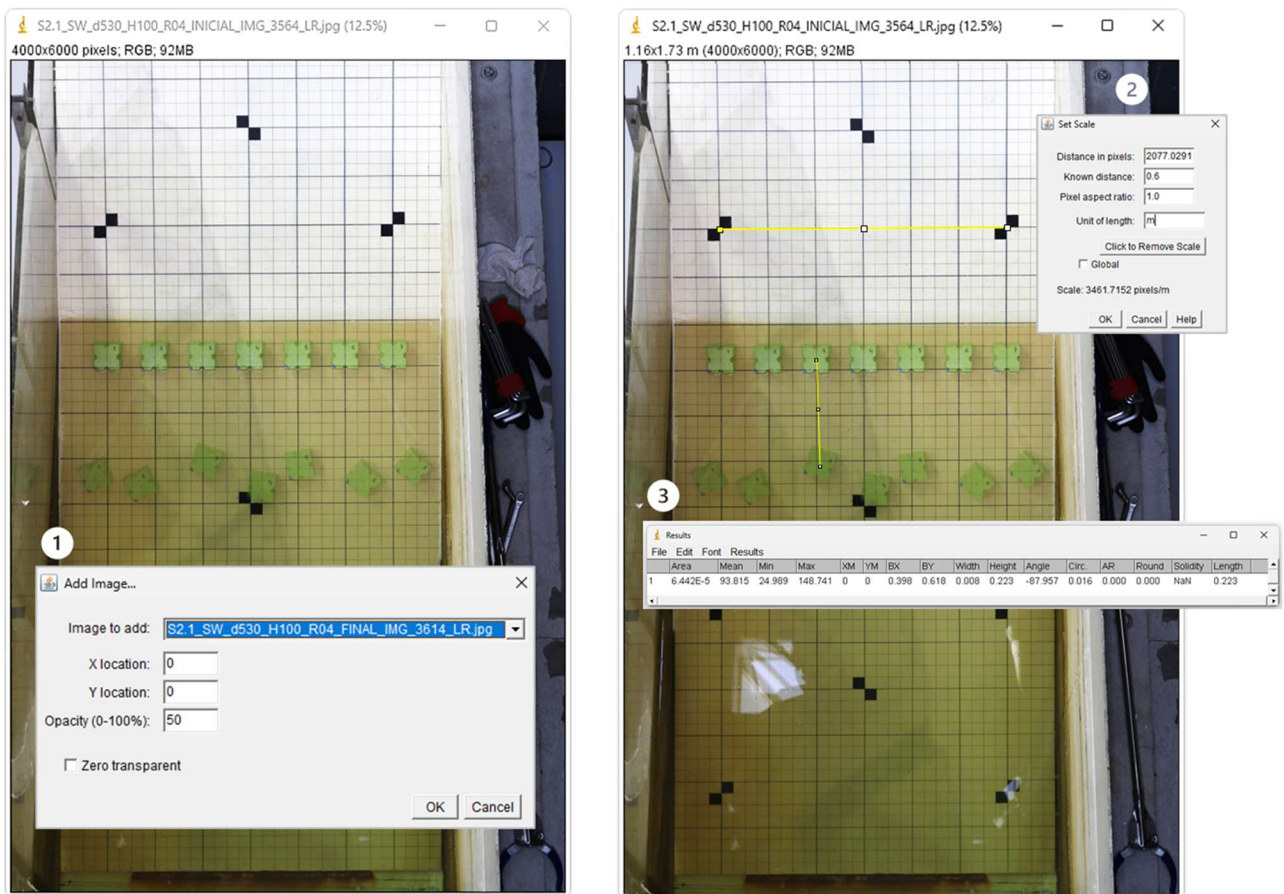 S2.1_SW_d530_H100_R04_INICIAL_IMG_3564_LR.jpg (12.5%)
4000x6000 pixels; RGB; 92MB
1
Add Image...
Image to add: S2.1_SW_d530_H100_R04_FINAL_IMG_3614_LR.jpg
X location: 0
Y location: 0
Opacity (0-100%): 50
Zero transparent
OK Cancel
S2.1_SW_d530_H100_R04_INICIAL_IMG_3564_LR.jpg (12.5%)
1.16x1.73 m (4000x6000); RGB; 92MB
2
Set Scale
Distance in pixels: 2077.0291
Known distance: 0.6
Pixel aspect ratio: 1.0
Unit of length: m
Click to Remove Scale
Global
Scale: 3461.7152 pixels/m
OK Cancel Help
3
Results
File Edit Font Results
Area Mean Min Max XM YM BX BY Width Height Angle Circ. AR Round Solidity Length
1 6.442E-5 93.815 24.989 148.741 0 0 0.398 0.618 0.008 0.223 -87.957 0.016 0.000 0.000 NaN 0.223